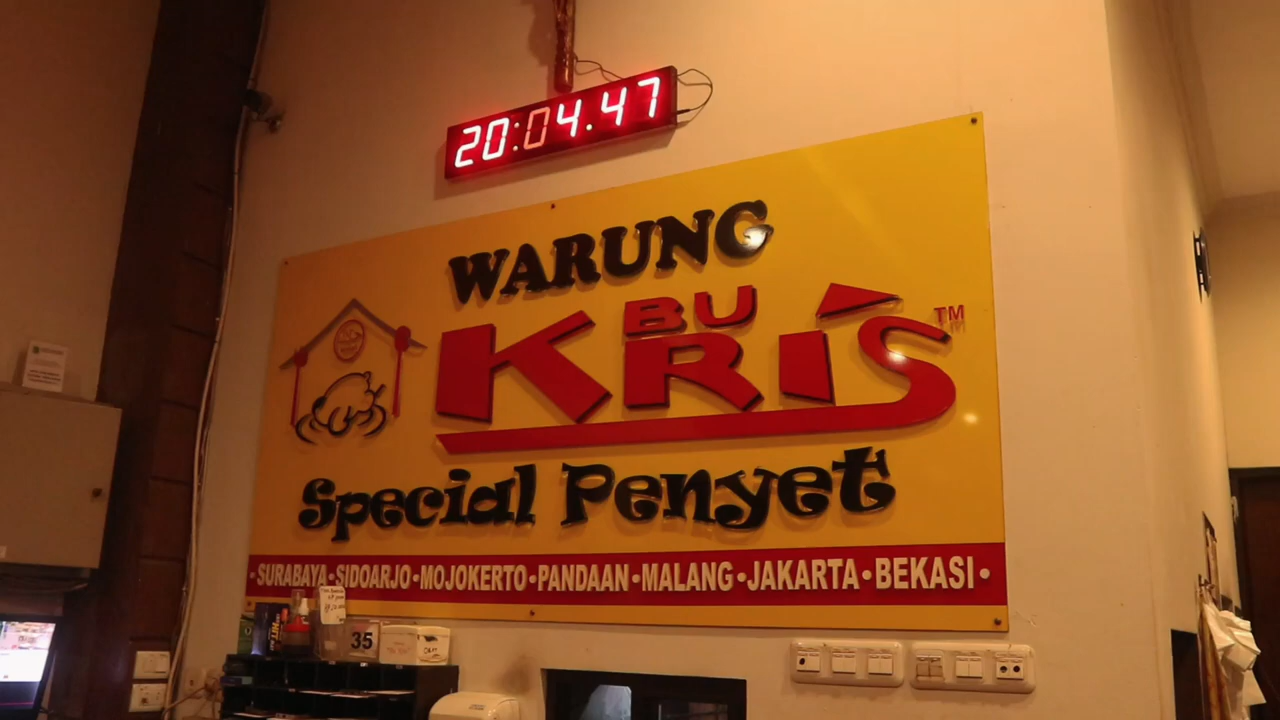 20:04.47
WARUNG
BU
KRIS TM
Special Penyet
• SURABAYA • SIDOARJO • MOJOKERTO • PANDAAN • MALANG • JAKARTA • BEKASI •
35